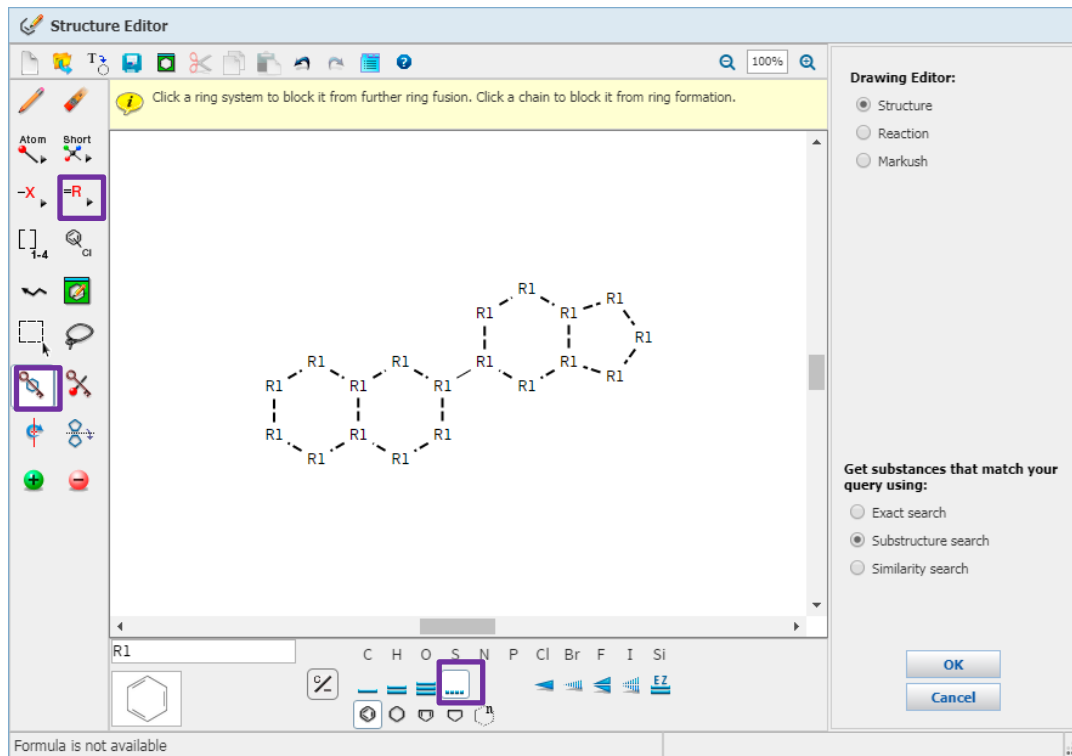 Structure Editor
T
100%
Click a ring system to block it from further ring fusion. Click a chain to block it from ring formation.
Drawing Editor:
Structure
Reaction
Markush
Atom Short
-X =R
[ ] 1-4 Cl
R1
R1 R1
R1 R1
R1
R1 R1 R1 R1
R1 R1 R1 R1 R1
R1 R1 R1
R1 R1
Get substances that match your
query using:
Exact search
Substructure search
Similarity search
R1
C H O S N P Cl Br F I Si
C/- EZ
n
OK
Cancel
Formula is not available